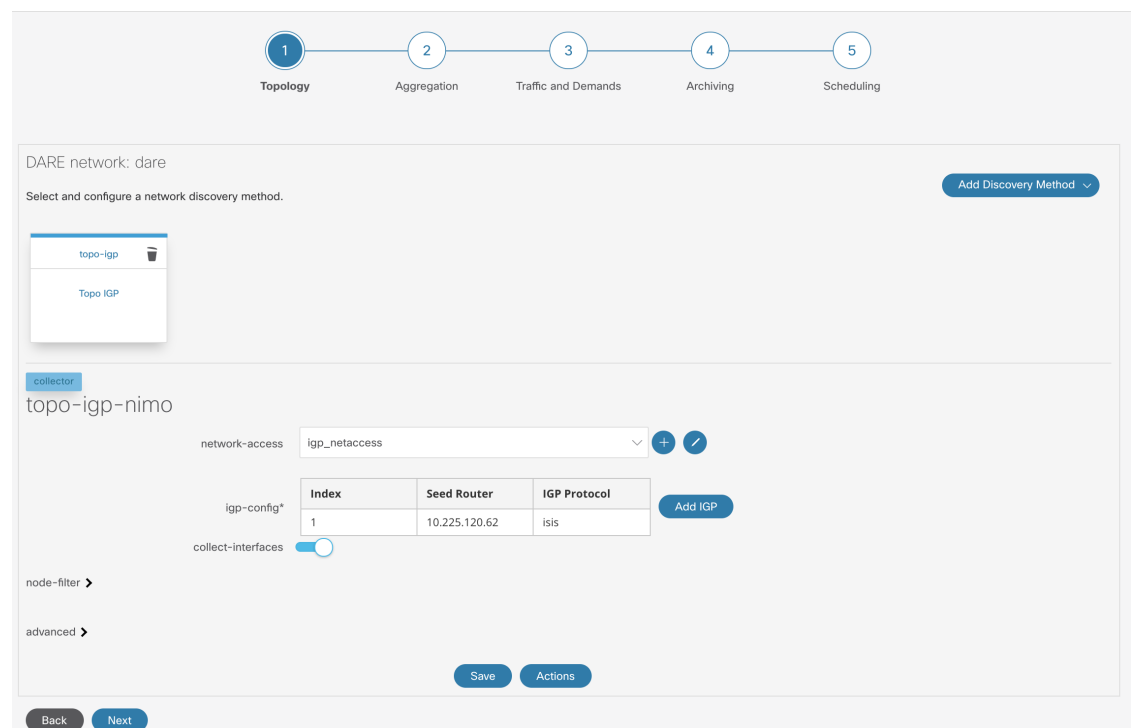 1 2 3 4 5
Topology Aggregation Traffic and Demands Archiving Scheduling
DARE network: dare
Add Discovery Method
Select and configure a network discovery method.
topo-igp
Topo IGP
collector
topo-igp-nimo
network-access igp_netaccess
igp-config*
Index Seed Router IGP Protocol
1 10.225.120.62 isis
Add IGP
collect-interfaces
node-filter
advanced
Save Actions
Back Next